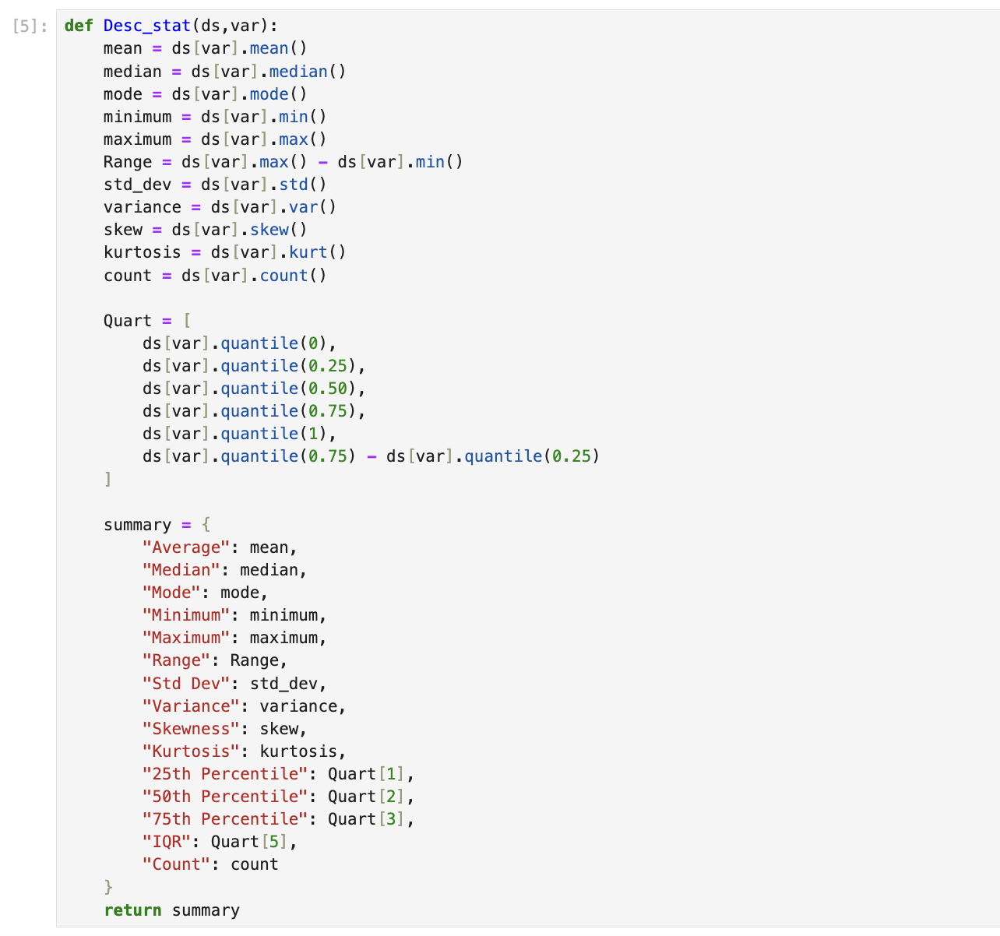 [5]: def Desc_stat(ds,var):
    mean = ds[var].mean()
    median = ds[var].median()
    mode = ds[var].mode()
    minimum = ds[var].min()
    maximum = ds[var].max()
    Range = ds[var].max() - ds[var].min()
    std_dev = ds[var].std()
    variance = ds[var].var()
    skew = ds[var].skew()
    kurtosis = ds[var].kurt()
    count = ds[var].count()

    Quart = [
        ds[var].quantile(0),
        ds[var].quantile(0.25),
        ds[var].quantile(0.50),
        ds[var].quantile(0.75),
        ds[var].quantile(1),
        ds[var].quantile(0.75) - ds[var].quantile(0.25)
    ]

    summary = {
        "Average": mean,
        "Median": median,
        "Mode": mode,
        "Minimum": minimum,
        "Maximum": maximum,
        "Range": Range,
        "Std Dev": std_dev,
        "Variance": variance,
        "Skewness": skew,
        "Kurtosis": kurtosis,
        "25th Percentile": Quart[1],
        "50th Percentile": Quart[2],
        "75th Percentile": Quart[3],
        "IQR": Quart[5],
        "Count": count
    }
    return summary